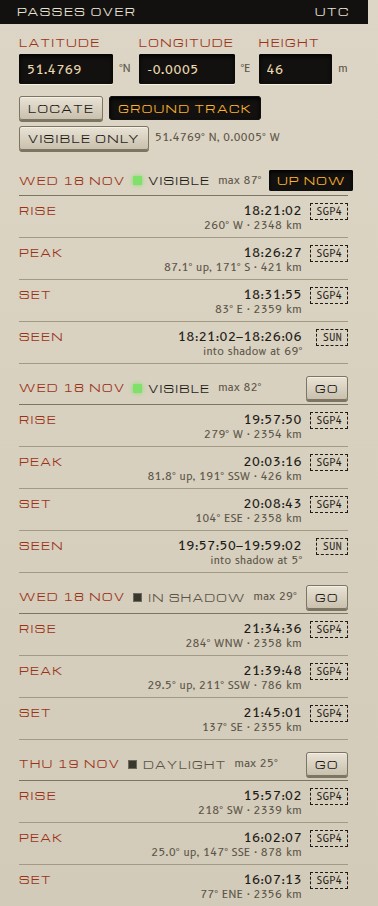 PASSES OVER UTC
LATITUDE LONGITUDE HEIGHT
51.4769 °N -0.0005 °E 46 m
LOCATE GROUND TRACK
VISIBLE ONLY 51.4769° N, 0.0005° W
WED 18 NOV VISIBLE max 87° UP NOW
RISE 18:21:02 SGP4
260° W · 2348 km
PEAK 18:26:27 SGP4
87.1° up, 171° S · 421 km
SET 18:31:55 SGP4
83° E · 2359 km
SEEN 18:21:02–18:26:06 SUN
into shadow at 69°
WED 18 NOV VISIBLE max 82° GO
RISE 19:57:50 SGP4
279° W · 2354 km
PEAK 20:03:16 SGP4
81.8° up, 191° SSW · 426 km
SET 20:08:43 SGP4
104° ESE · 2358 km
SEEN 19:57:50–19:59:02 SUN
into shadow at 5°
WED 18 NOV IN SHADOW max 29° GO
RISE 21:34:36 SGP4
284° WNW · 2358 km
PEAK 21:39:48 SGP4
29.5° up, 211° SSW · 786 km
SET 21:45:01 SGP4
137° SE · 2355 km
THU 19 NOV DAYLIGHT max 25° GO
RISE 15:57:02 SGP4
218° SW · 2339 km
PEAK 16:02:07 SGP4
25.0° up, 147° SSE · 878 km
SET 16:07:13 SGP4
77° ENE · 2356 km